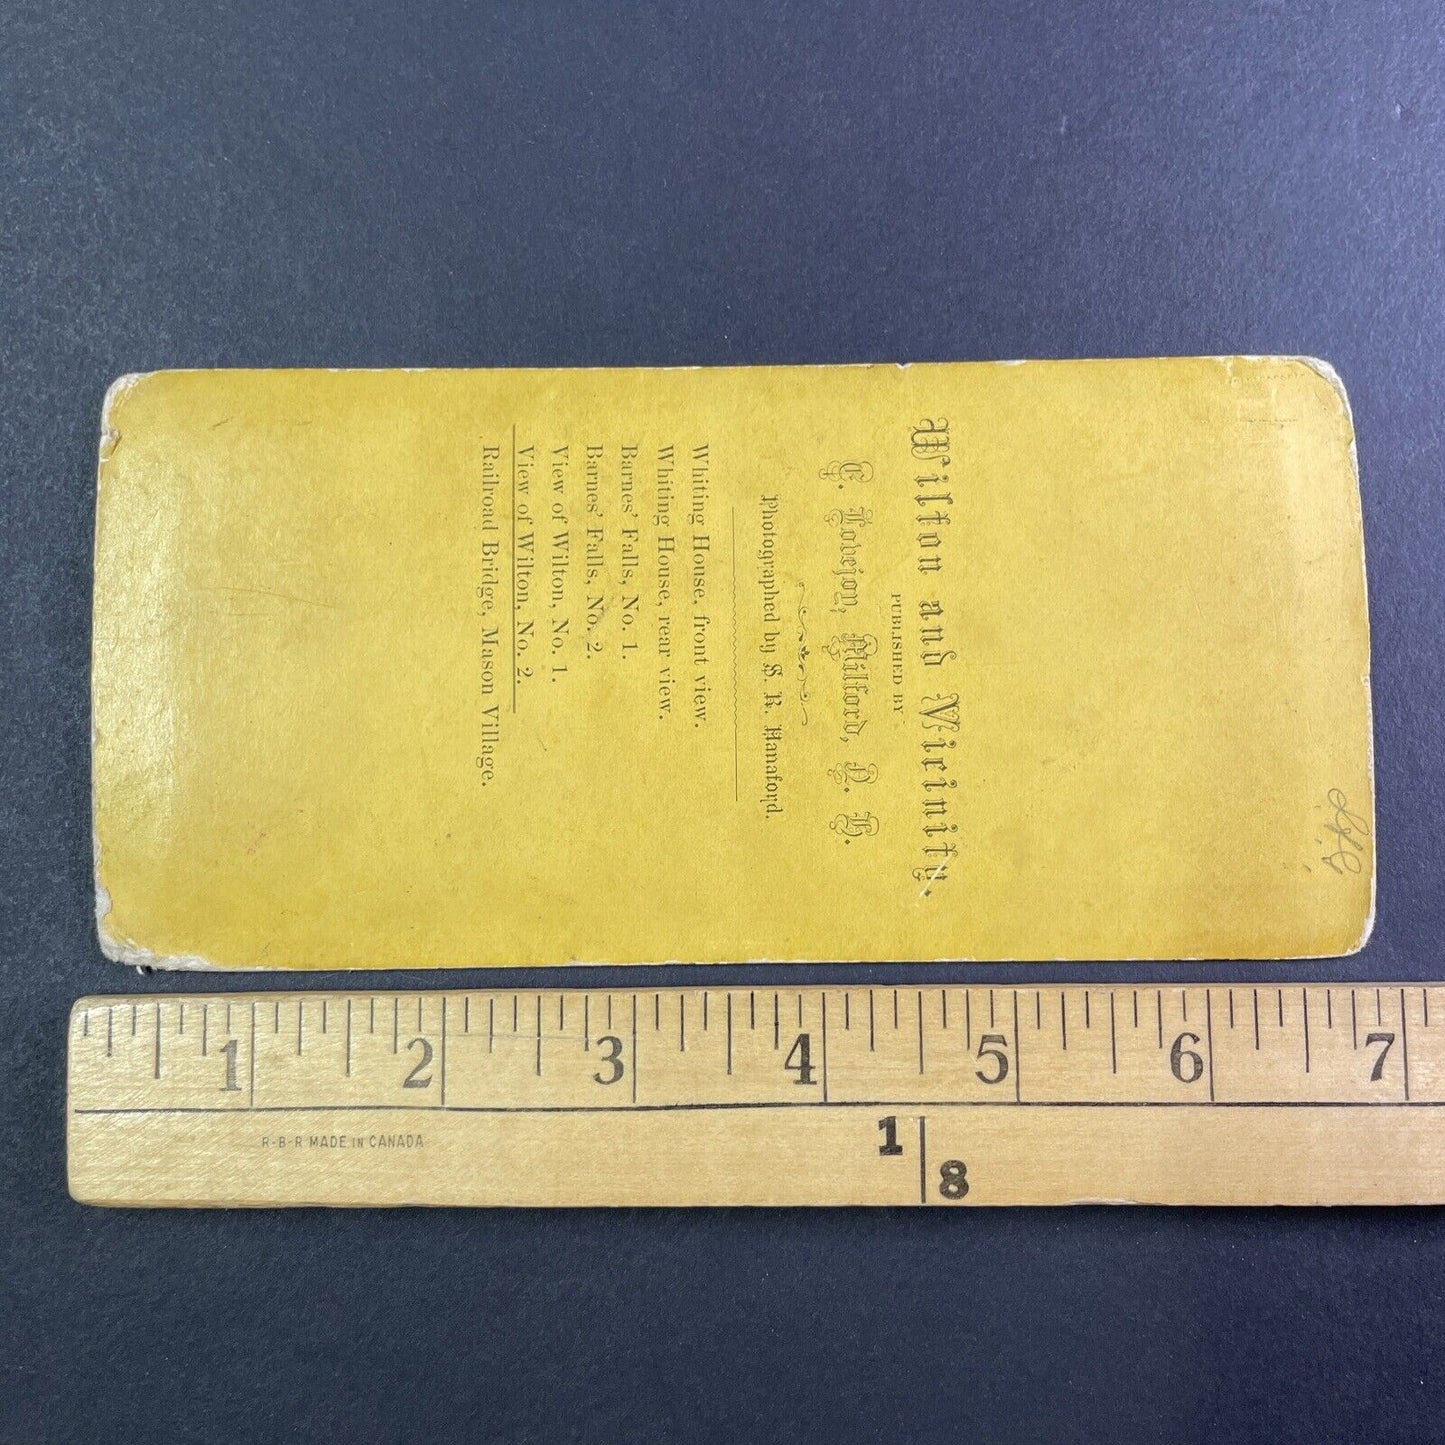 Wilton and Vicinity.
PUBLISHED BY
C. Lovejoy, Milford, N. H.
Photographed by S. R. Hanaford.
Whiting House, front view.
Whiting House, rear view.
Barnes' Falls, No. 1.
Barnes' Falls, No. 2.
View of Wilton, No. 1.
View of Wilton, No. 2.
Railroad Bridge, Mason Village.
1 2 3 4 5 6 7
R-B-R MADE IN CANADA
1
8